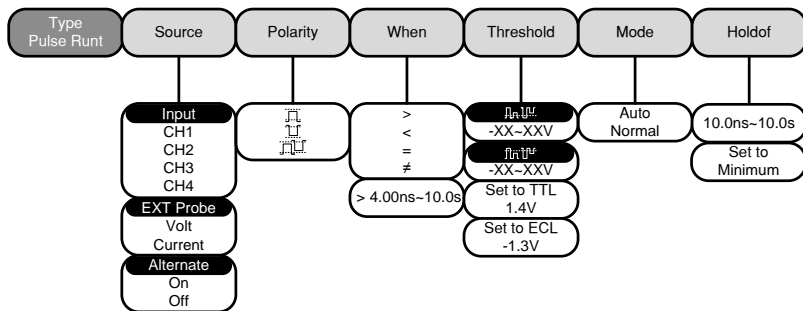 Type
Pulse Runt
Source
Polarity
When
Threshold
Mode
Holdof
Input
CH1
CH2
CH3
CH4
EXT Probe
Volt
Current
Alternate
On
Off
>
<
=
≠
> 4.00ns~10.0s
-XX~XXV
-XX~XXV
Set to TTL
1.4V
Set to ECL
-1.3V
Auto
Normal
10.0ns~10.0s
Set to
Minimum